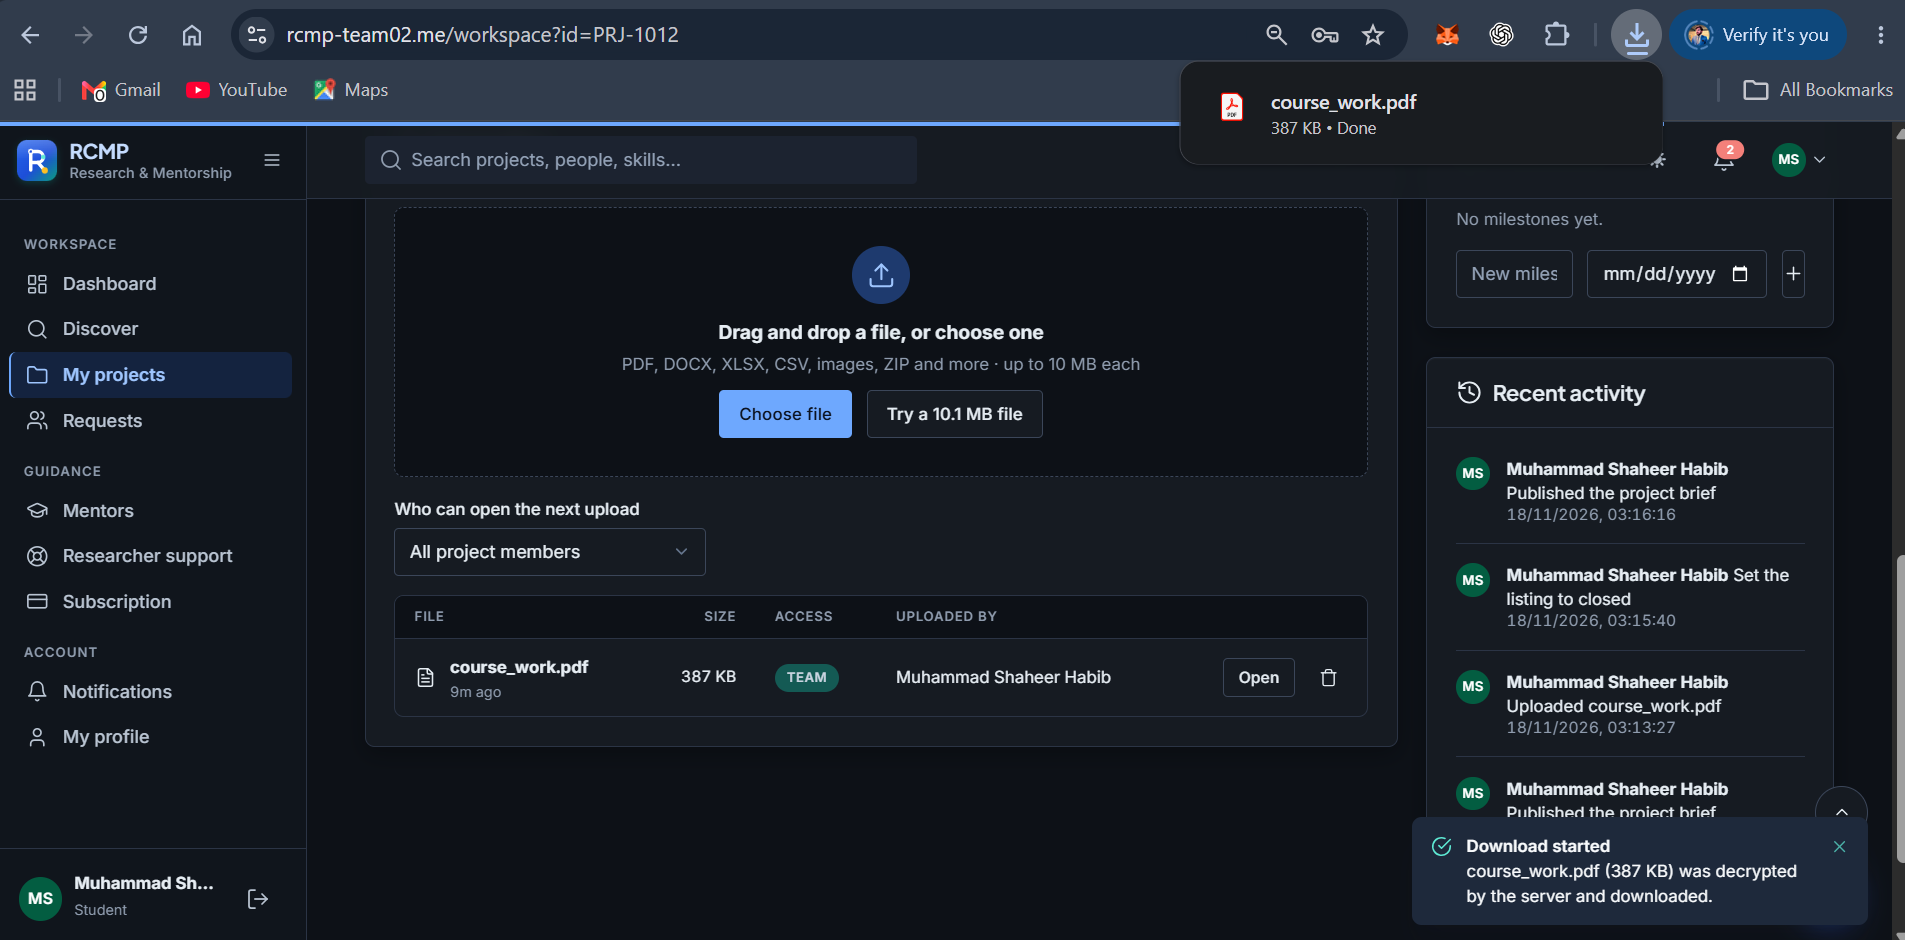 rcmp-team02.me/workspace?id=PRJ-1012
Verify it's you
Gmail
YouTube
Maps
All Bookmarks
course_work.pdf
387 KB • Done
RCMP
Research & Mentorship
Search projects, people, skills...
2
MS
WORKSPACE
Dashboard
Discover
My projects
Requests
GUIDANCE
Mentors
Researcher support
Subscription
ACCOUNT
Notifications
My profile
MS
Muhammad Sh...
Student
Drag and drop a file, or choose one
PDF, DOCX, XLSX, CSV, images, ZIP and more · up to 10 MB each
Choose file
Try a 10.1 MB file
Who can open the next upload
All project members
FILE SIZE ACCESS UPLOADED BY
course_work.pdf
9m ago
387 KB
TEAM
Muhammad Shaheer Habib
Open
No milestones yet.
New miles
mm/dd/yyyy
+
Recent activity
MS
Muhammad Shaheer Habib
Published the project brief
18/11/2026, 03:16:16
MS
Muhammad Shaheer Habib Set the
listing to closed
18/11/2026, 03:15:40
MS
Muhammad Shaheer Habib
Uploaded course_work.pdf
18/11/2026, 03:13:27
MS
Muhammad Shaheer Habib
Published the project brief
Download started
course_work.pdf (387 KB) was decrypted
by the server and downloaded.